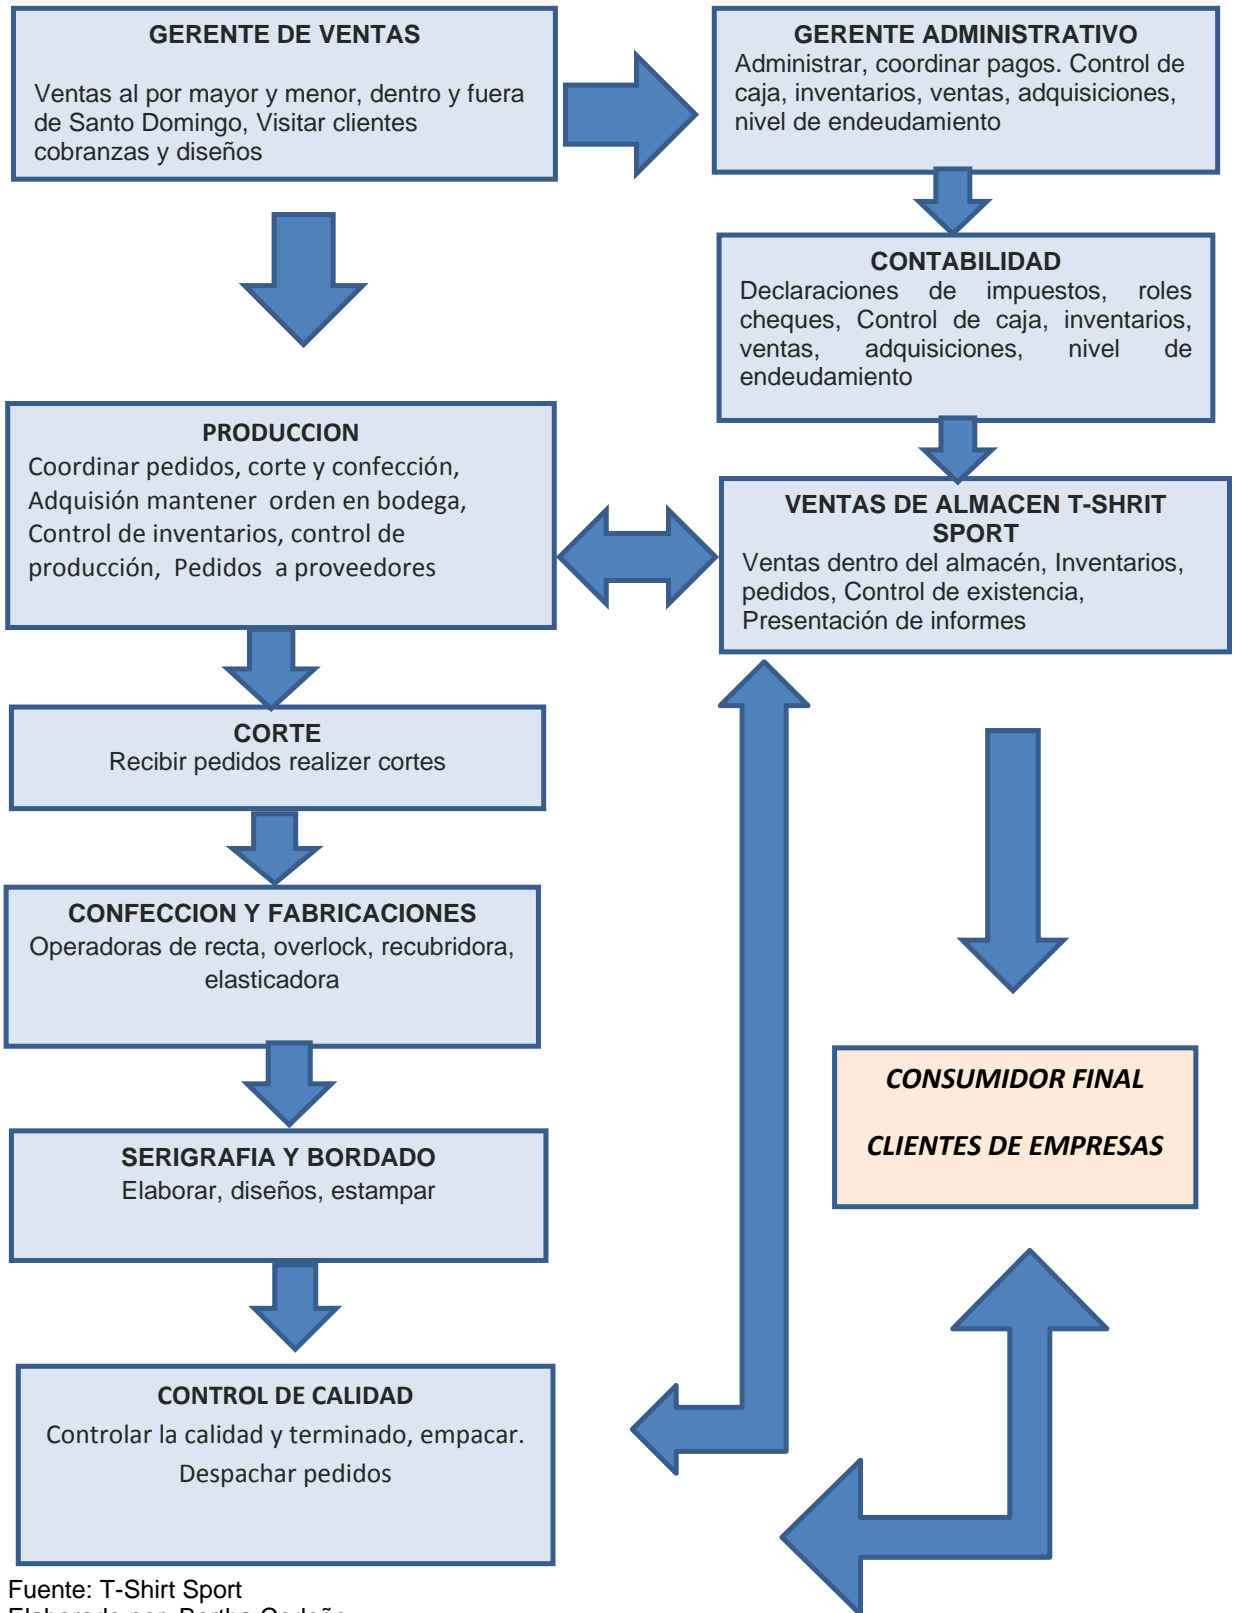 GERENTE DE VENTAS
Ventas al por mayor y menor, dentro y fuera
de Santo Domingo, Visitar clientes
cobranzas y diseños
GERENTE ADMINISTRATIVO
Administrar, coordinar pagos. Control de
caja, inventarios, ventas, adquisiciones,
nivel de endeudamiento
CONTABILIDAD
Declaraciones de impuestos, roles
cheques, Control de caja, inventarios,
ventas, adquisiciones, nivel de
endeudamiento
PRODUCCION
Coordinar pedidos, corte y confección,
Adquisión mantener orden en bodega,
Control de inventarios, control de
producción, Pedidos a proveedores
VENTAS DE ALMACEN T-SHRIT
SPORT
Ventas dentro del almacén, Inventarios,
pedidos, Control de existencia,
Presentación de informes
CORTE
Recibir pedidos realizer cortes
CONFECCION Y FABRICACIONES
Operadoras de recta, overlock, recubridora,
elasticadora
SERIGRAFIA Y BORDADO
Elaborar, diseños, estampar
CONSUMIDOR FINAL
CLIENTES DE EMPRESAS
CONTROL DE CALIDAD
Controlar la calidad y terminado, empacar.
Despachar pedidos
Fuente: T-Shirt Sport
Elaborado por: Bertha Cedeño